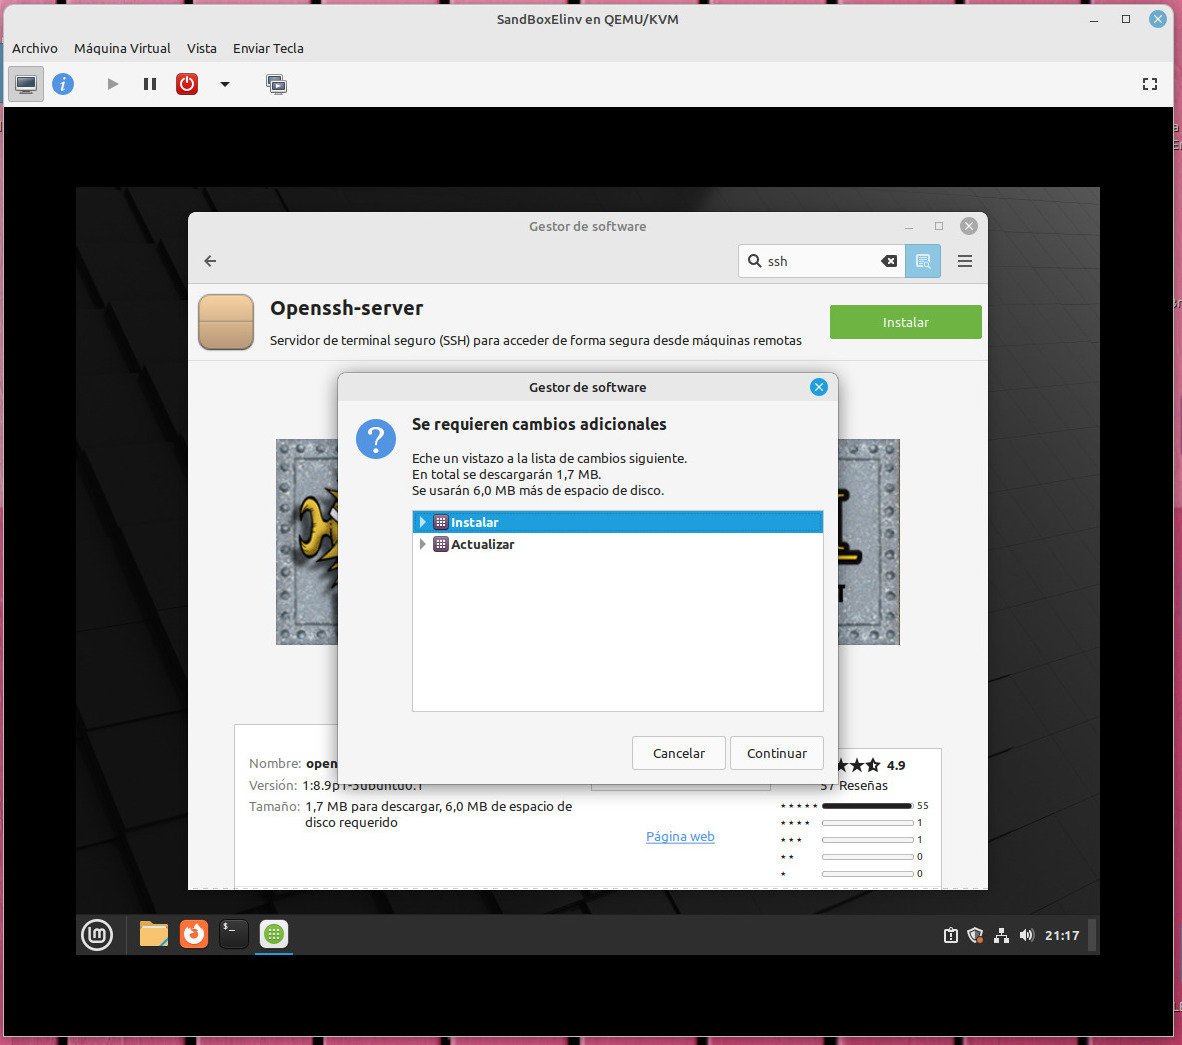 SandBoxElinv en QEMU/KVM
Archivo Máquina Virtual Vista Enviar Tecla
Gestor de software
ssh
Openssh-server
Servidor de terminal seguro (SSH) para acceder de forma segura desde máquinas remotas
Instalar
Gestor de software
Se requieren cambios adicionales
Eche un vistazo a la lista de cambios siguiente.
En total se descargarán 1,7 MB.
Se usarán 6,0 MB más de espacio de disco.
Instalar
Actualizar
Cancelar Continuar
Nombre: open
Versión: 1:8.9p1-3ubuntu0.1
Tamaño: 1,7 MB para descargar, 6,0 MB de espacio de
disco requerido
Página web
4.9
57 Reseñas
55
1
1
0
0
21:17